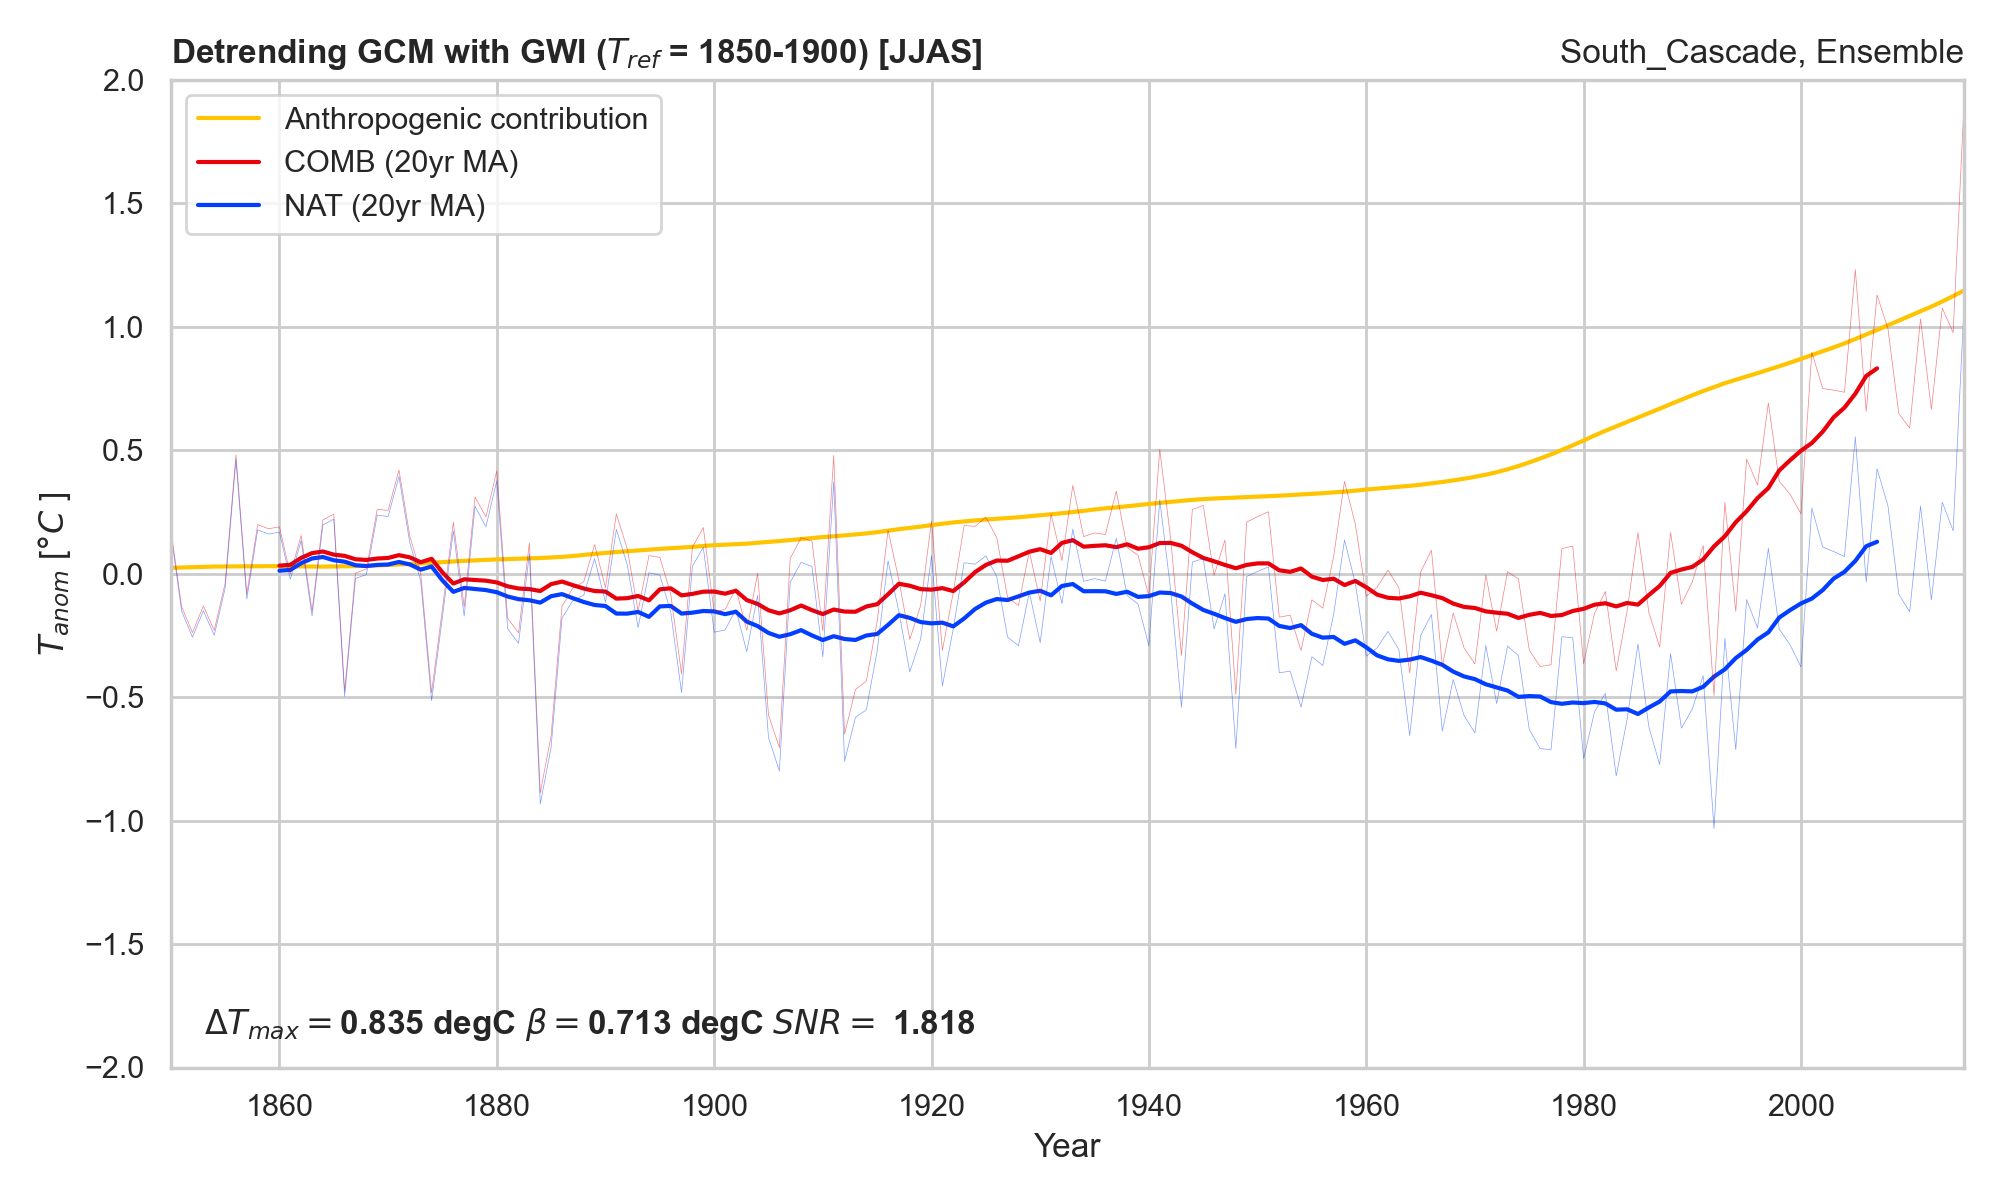 Detrending GCM with GWI (T_ref = 1850-1900) [JJAS]
South_Cascade, Ensemble
2.0
1.5
1.0
0.5
0.0
−0.5
−1.0
−1.5
−2.0
T_anom [°C]
Anthropogenic contribution
COMB (20yr MA)
NAT (20yr MA)
ΔT_max = 0.835 degC β = 0.713 degC SNR = 1.818
1860 1880 1900 1920 1940 1960 1980 2000
Year